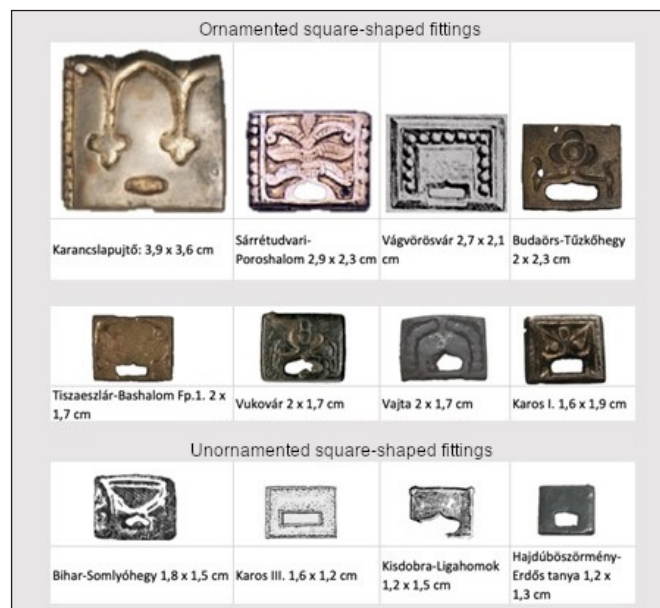 Ornamented square-shaped fittings
Karancslapujtő: 3,9 x 3,6 cm
Sárrétudvari-
Poroshalom 2,9 x 2,3 cm
Vágvörösvár 2,7 x 2,1
cm
Budaörs-Tűzkőhegy
2 x 2,3 cm
Tiszaeszlár-Bashalom Fp.1. 2 x
1,7 cm
Vukovár 2 x 1,7 cm
Vajta 2 x 1,7 cm
Karos I. 1,6 x 1,9 cm
Unornamented square-shaped fittings
Bihar-Somlyóhegy 1,8 x 1,5 cm
Karos III. 1,6 x 1,2 cm
Kisdobra-Ligahomok
1,2 x 1,5 cm
Hajdúböszörmény-
Erdős tanya 1,2 x
1,3 cm